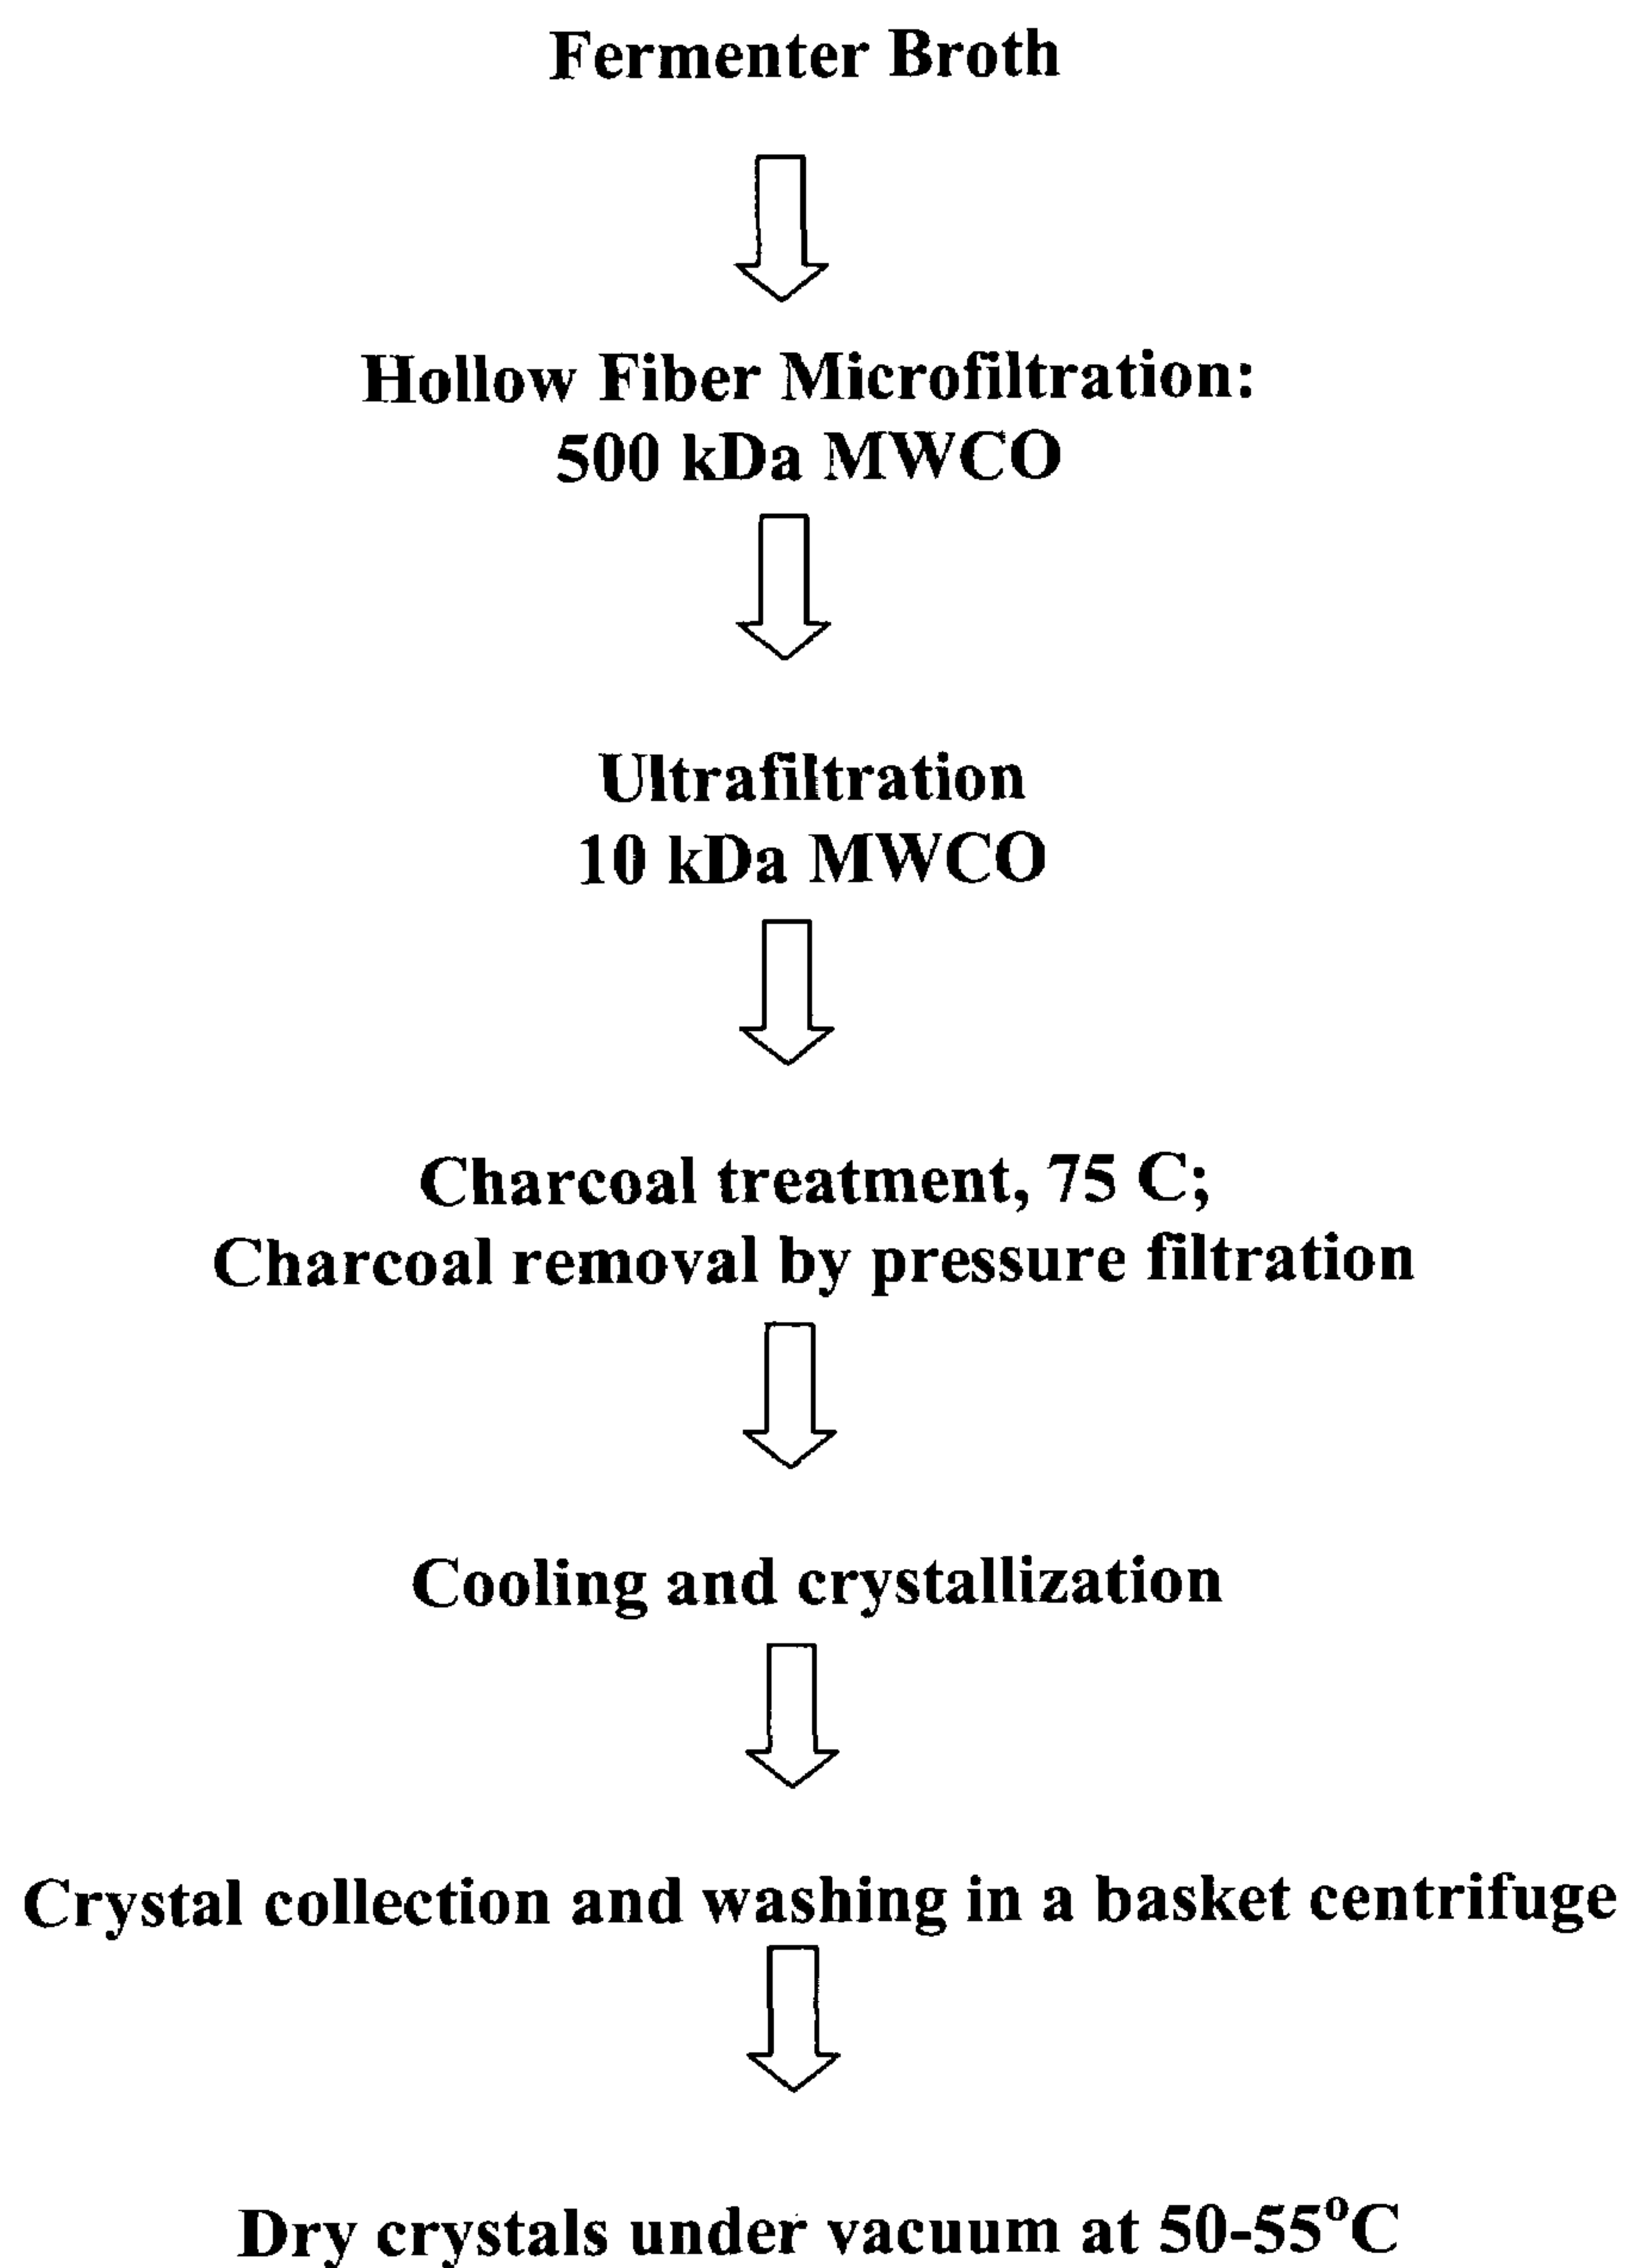 Fermenter Broth
Hollow Fiber Microfiltration:
500 kDa MWCO
Ultrafiltration
10 kDa MWCO
Charcoal treatment, 75 C;
Charcoal removal by pressure filtration
Cooling and crystallization
Crystal collection and washing in a basket centrifuge
Dry crystals under vacuum at 50-55°C